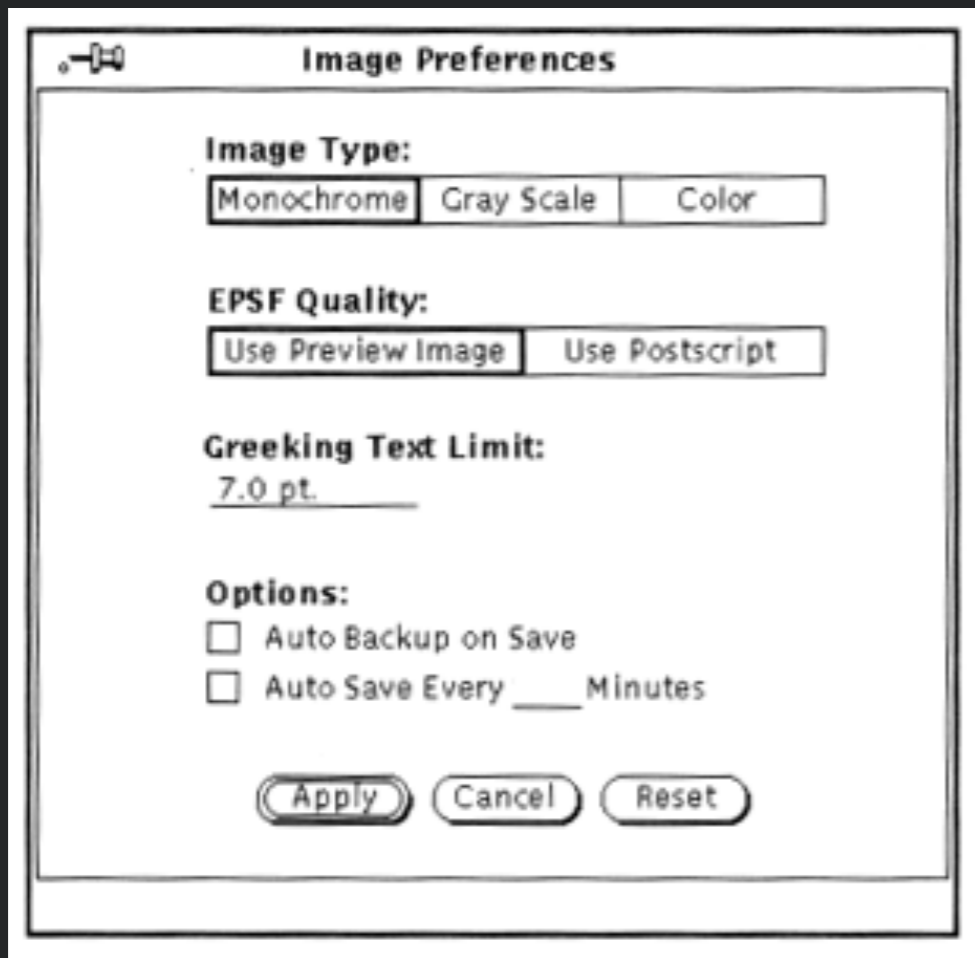 Image Preferences
Image Type:
Monochrome Gray Scale Color
EPSF Quality:
Use Preview Image Use Postscript
Greeking Text Limit:
7.0 pt.
Options:
Auto Backup on Save
Auto Save Every ____ Minutes
Apply Cancel Reset